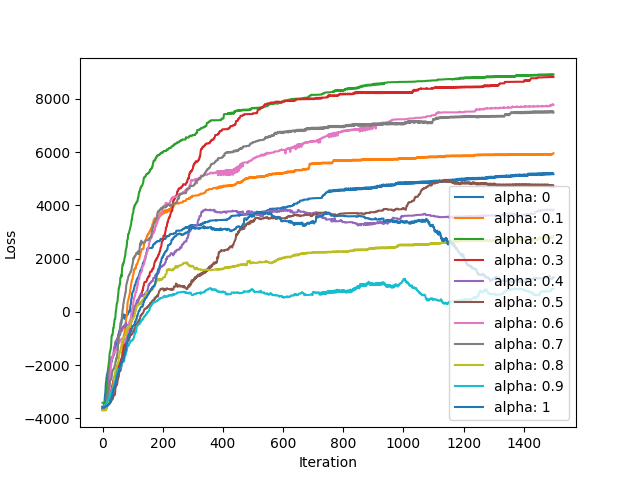 8000
6000
4000
2000
0
−2000
−4000
Loss
0 200 400 600 800 1000 1200 1400
Iteration
alpha: 0
alpha: 0.1
alpha: 0.2
alpha: 0.3
alpha: 0.4
alpha: 0.5
alpha: 0.6
alpha: 0.7
alpha: 0.8
alpha: 0.9
alpha: 1